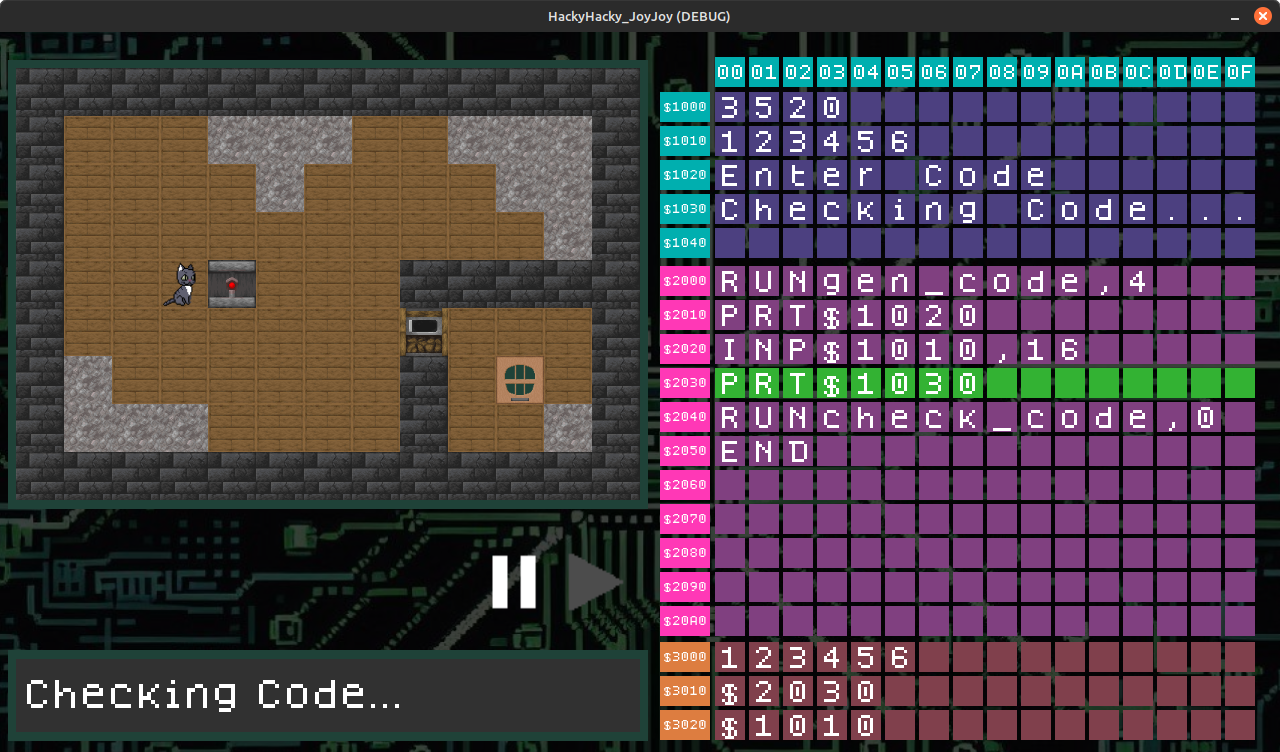 HackyHacky_JoyJoy (DEBUG)
00 01 02 03 04 05 06 07 08 09 0A 0B 0C 0D 0E 0F
$1000 3520
$1010 123456
$1020 Enter Code
$1030 Checking Code...
$1040
$2000 RUNgen_code,4
$2010 PRT$1020
$2020 INP$1010,16
$2030 PRT$1030
$2040 RUNcheck_code,0
$2050 END
$2060
$2070
$2080
$2090
$20A0
$3000 123456
$3010 $2030
$3020 $1010
Checking Code...